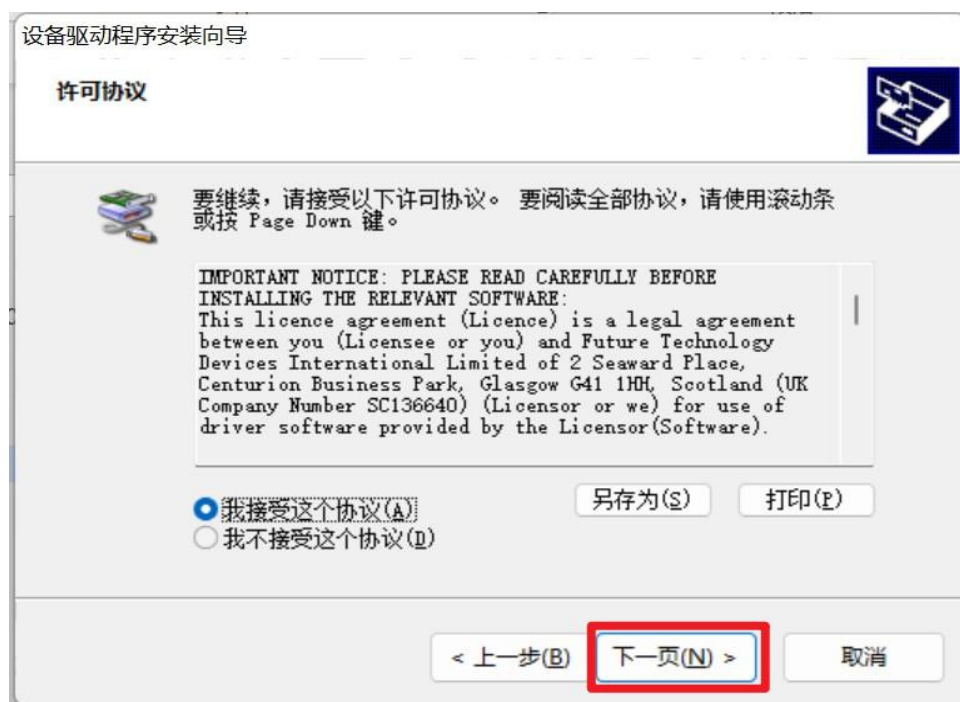 设备驱动程序安装向导
许可协议
要继续，请接受以下许可协议。 要阅读全部协议，请使用滚动条
或按 Page Down 键。
IMPORTANT NOTICE: PLEASE READ CAREFULLY BEFORE
INSTALLING THE RELEVANT SOFTWARE:
This licence agreement (Licence) is a legal agreement
between you (Licensee or you) and Future Technology
Devices International Limited of 2 Seaward Place,
Centurion Business Park, Glasgow G41 1HH, Scotland (UK
Company Number SC136640) (Licensor or we) for use of
driver software provided by the Licensor(Software).
我接受这个协议(A)
另存为(S)
打印(P)
我不接受这个协议(D)
< 上一步(B)
下一页(N) >
取消